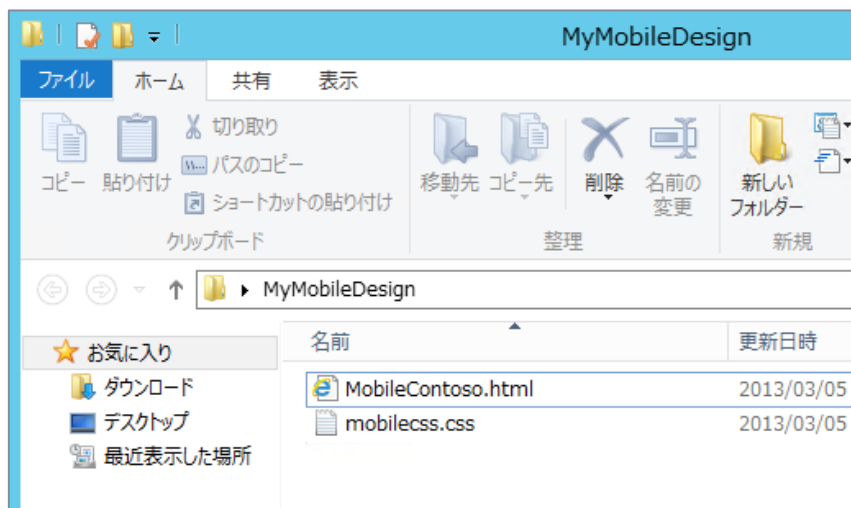 MyMobileDesign
ファイル ホーム 共有 表示
コピー
貼り付け
切り取り
パスのコピー
ショートカットの貼り付け
クリップボード
移動先
コピー先
削除
名前の
変更
整理
新しい
フォルダー
新規
MyMobileDesign
お気に入り
ダウンロード
デスクトップ
最近表示した場所
名前 更新日時
MobileContoso.html 2013/03/05
mobilecss.css 2013/03/05